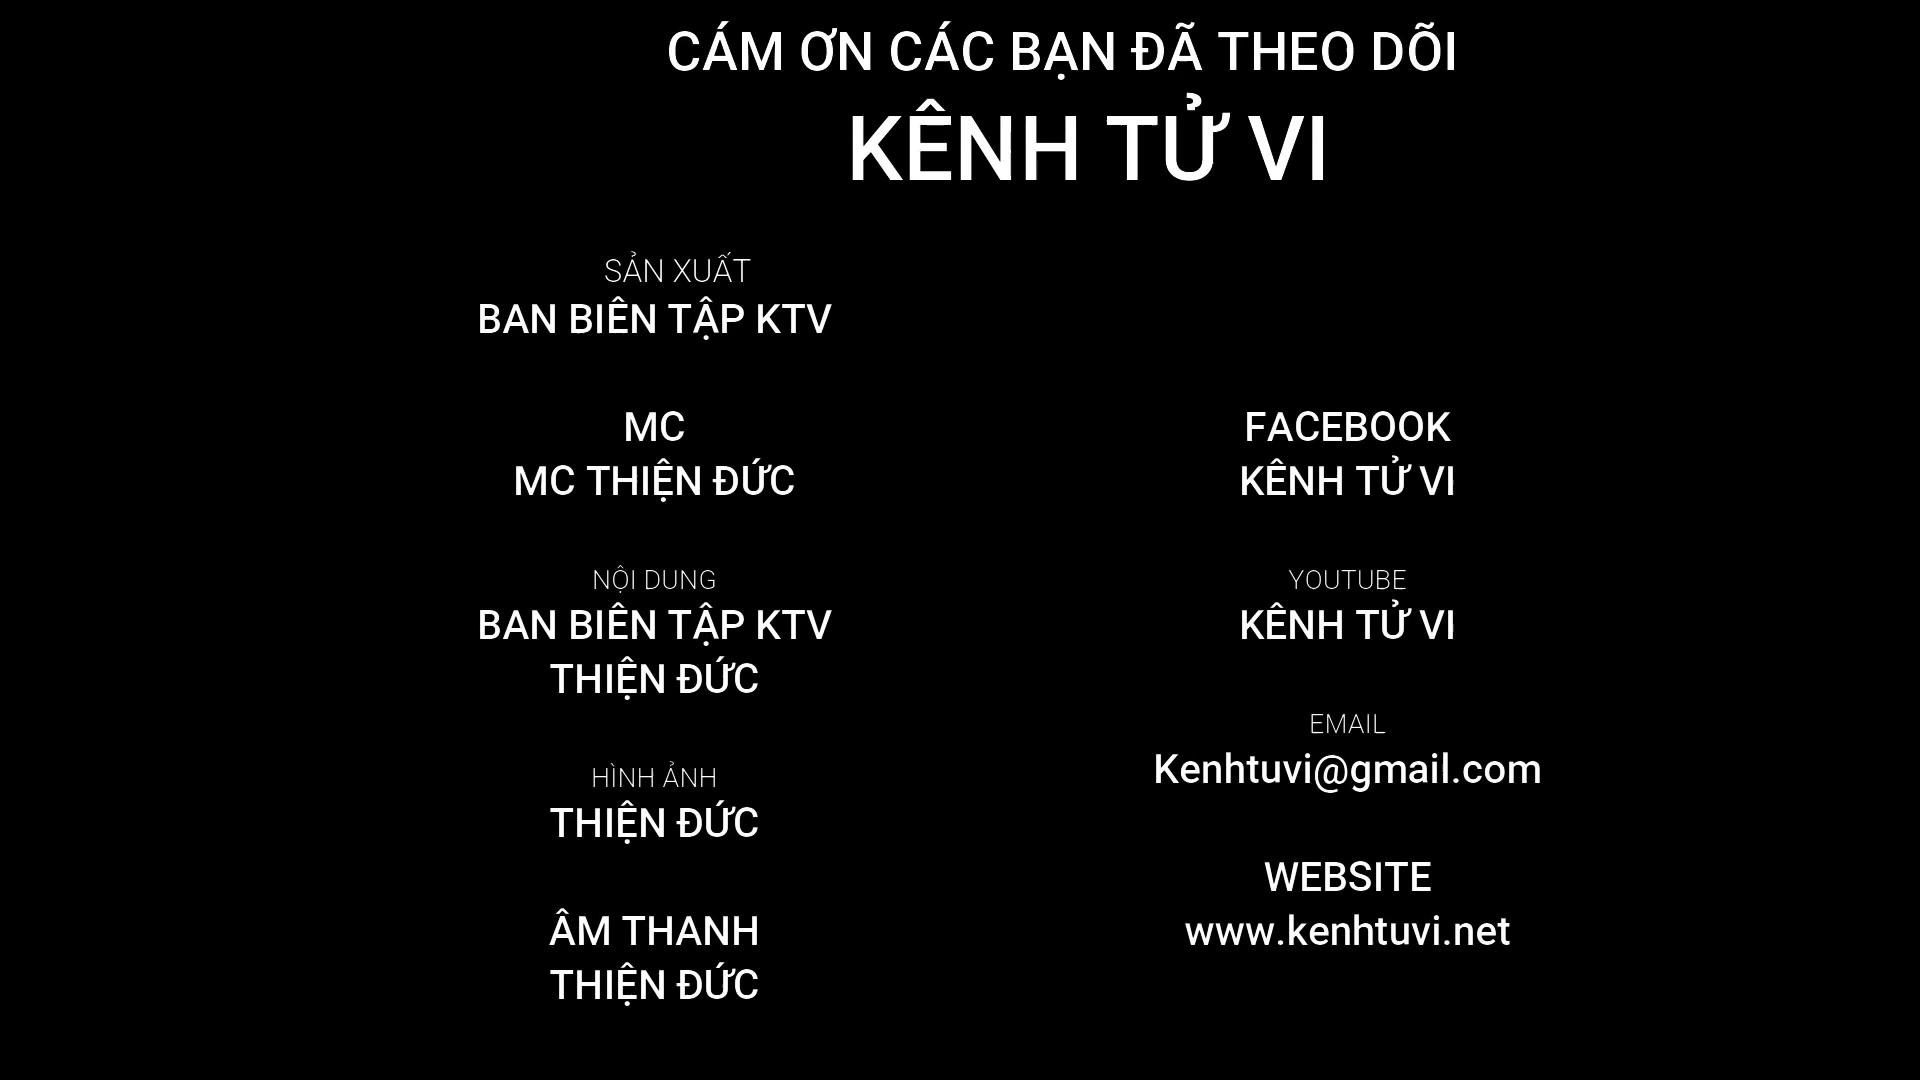 CÁM ƠN CÁC BẠN ĐÃ THEO DÕI
KÊNH TỬ VI
SẢN XUẤT
BAN BIÊN TẬP KTV
MC
MC THIỆN ĐỨC
NỘI DUNG
BAN BIÊN TẬP KTV
THIỆN ĐỨC
HÌNH ẢNH
THIỆN ĐỨC
ÂM THANH
THIỆN ĐỨC
FACEBOOK
KÊNH TỬ VI
YOUTUBE
KÊNH TỬ VI
EMAIL
Kenhtuvi@gmail.com
WEBSITE
www.kenhtuvi.net